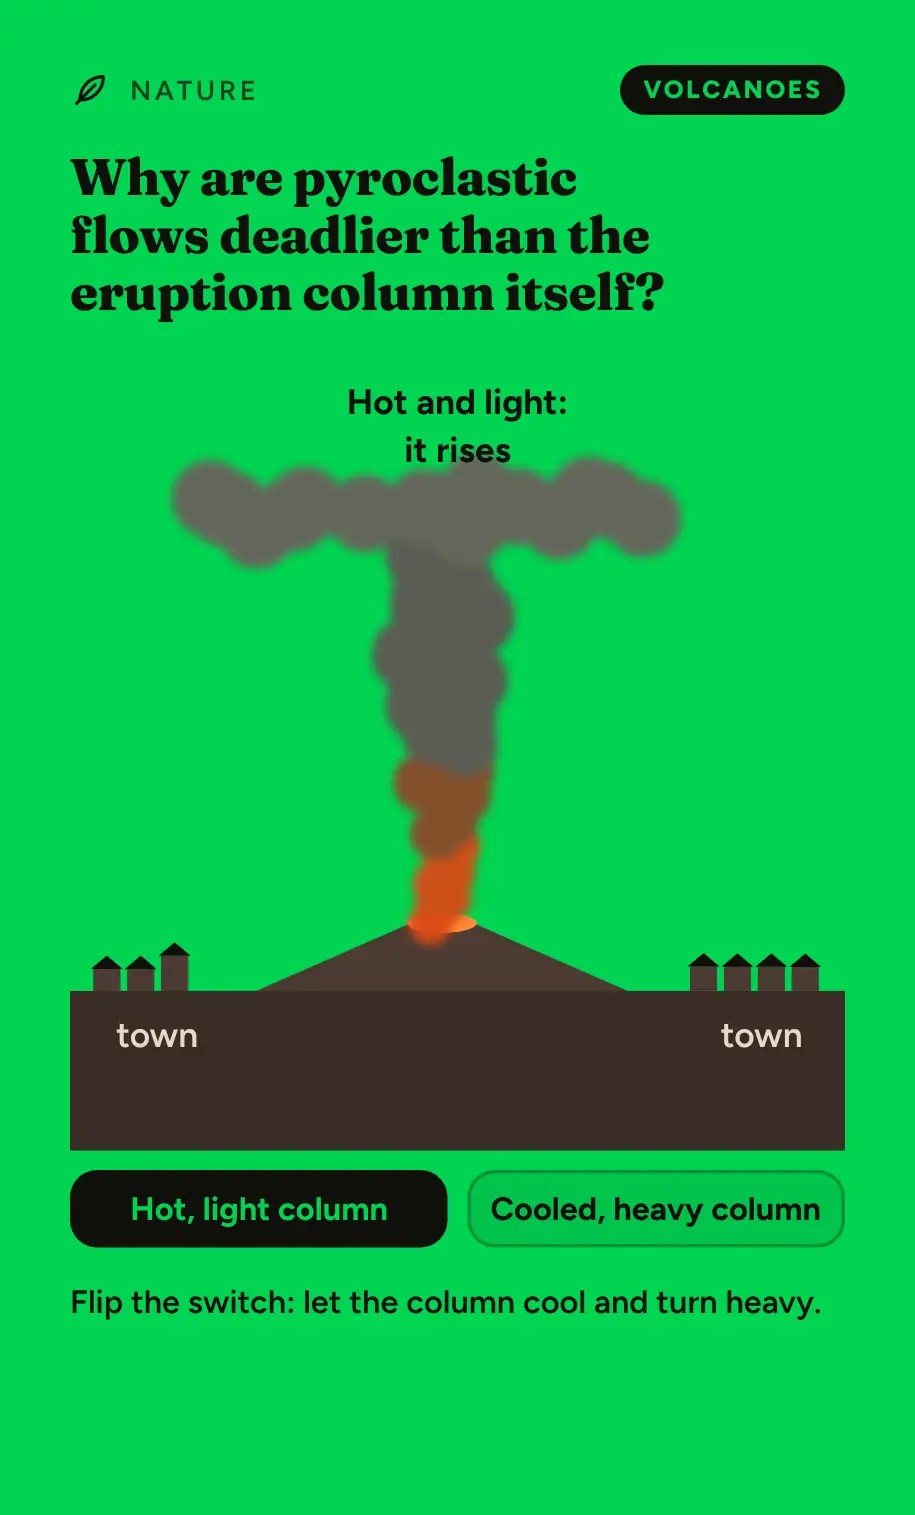 NATURE
VOLCANOES
Why are pyroclastic
flows deadlier than the
eruption column itself?
Hot and light:
it rises
town
town
Hot, light column
Cooled, heavy column
Flip the switch: let the column cool and turn heavy.